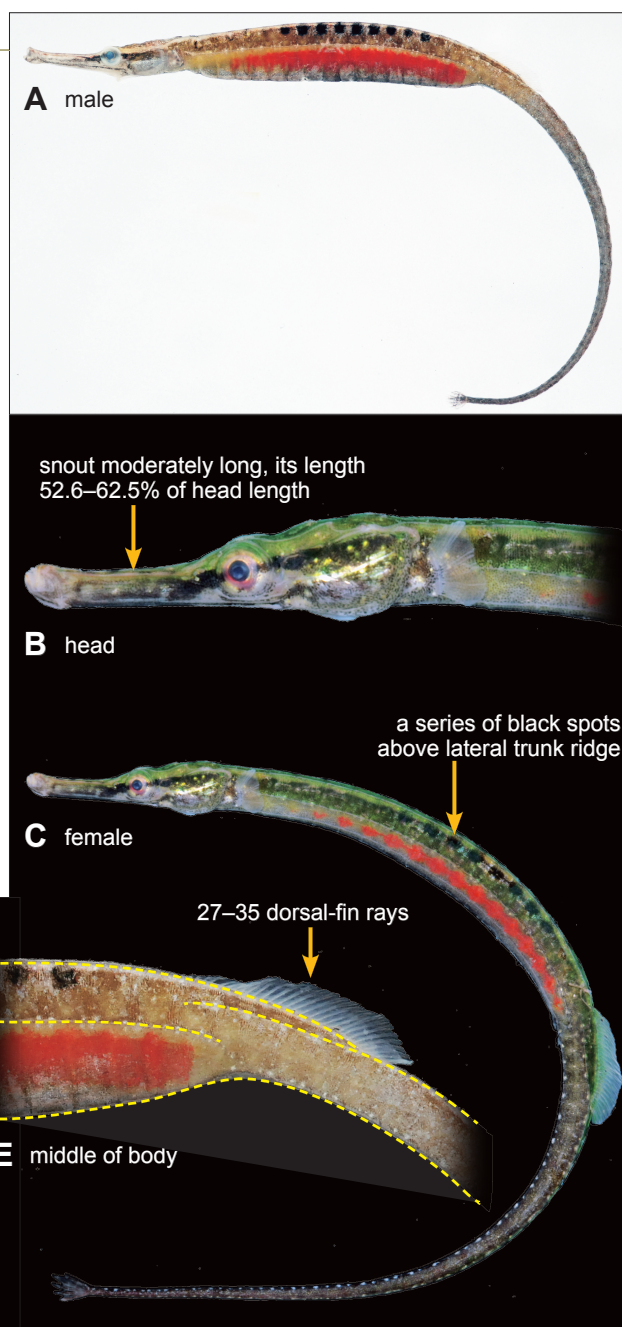 A male
snout moderately long, its length
52.6–62.5% of head length
B head
a series of black spots
above lateral trunk ridge
C female
27–35 dorsal-fin rays
E middle of body